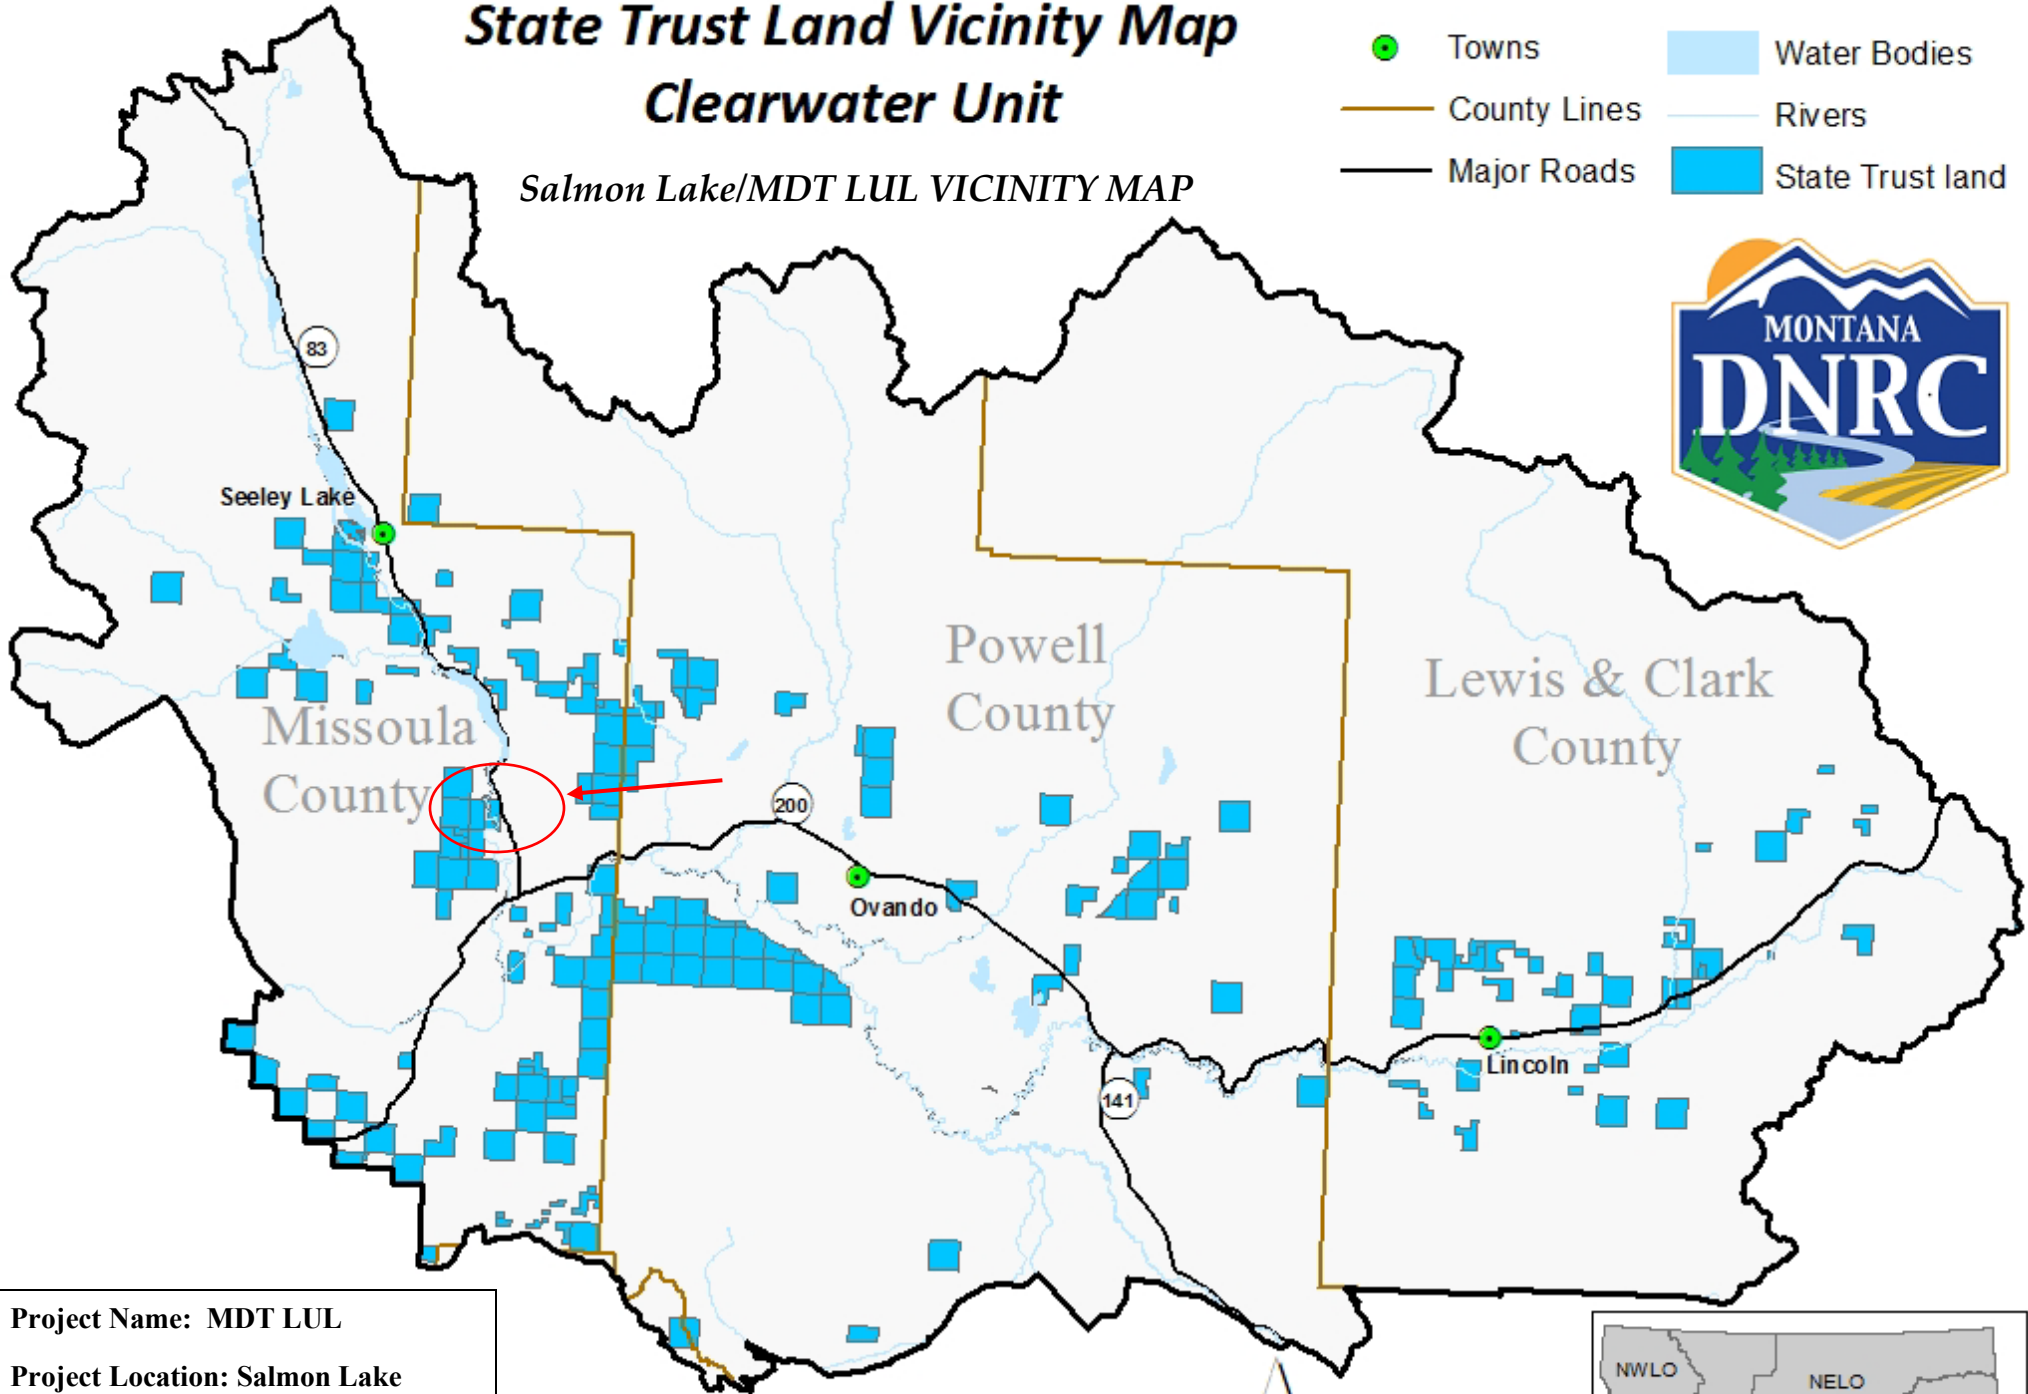 State Trust Land Vicinity Map
Clearwater Unit
Salmon Lake/MDT LUL VICINITY MAP
Towns
County Lines
Major Roads
Water Bodies
Rivers
State Trust land
MONTANA
DNRC
83
Seeley Lake
Missoula
County
Powell
County
Lewis & Clark
County
200
Ovando
Lincoln
141
Project Name: MDT LUL
Project Location: Salmon Lake
NWLO
NELO